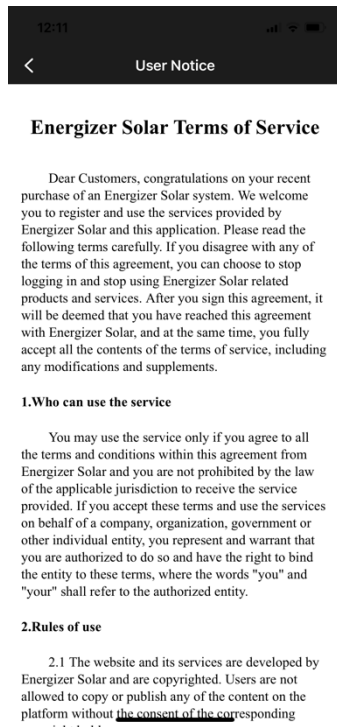 12:11
User Notice
Energizer Solar Terms of Service
Dear Customers, congratulations on your recent
purchase of an Energizer Solar system. We welcome
you to register and use the services provided by
Energizer Solar and this application. Please read the
following terms carefully. If you disagree with any of
the terms of this agreement, you can choose to stop
logging in and stop using Energizer Solar related
products and services. After you sign this agreement, it
will be deemed that you have reached this agreement
with Energizer Solar, and at the same time, you fully
accept all the contents of the terms of service, including
any modifications and supplements.
1.Who can use the service
You may use the service only if you agree to all
the terms and conditions within this agreement from
Energizer Solar and you are not prohibited by the law
of the applicable jurisdiction to receive the service
provided. If you accept these terms and use the services
on behalf of a company, organization, government or
other individual entity, you represent and warrant that
you are authorized to do so and have the right to bind
the entity to these terms, where the words "you" and
"your" shall refer to the authorized entity.
2.Rules of use
2.1 The website and its services are developed by
Energizer Solar and are copyrighted. Users are not
allowed to copy or publish any of the content on the
platform without the consent of the corresponding